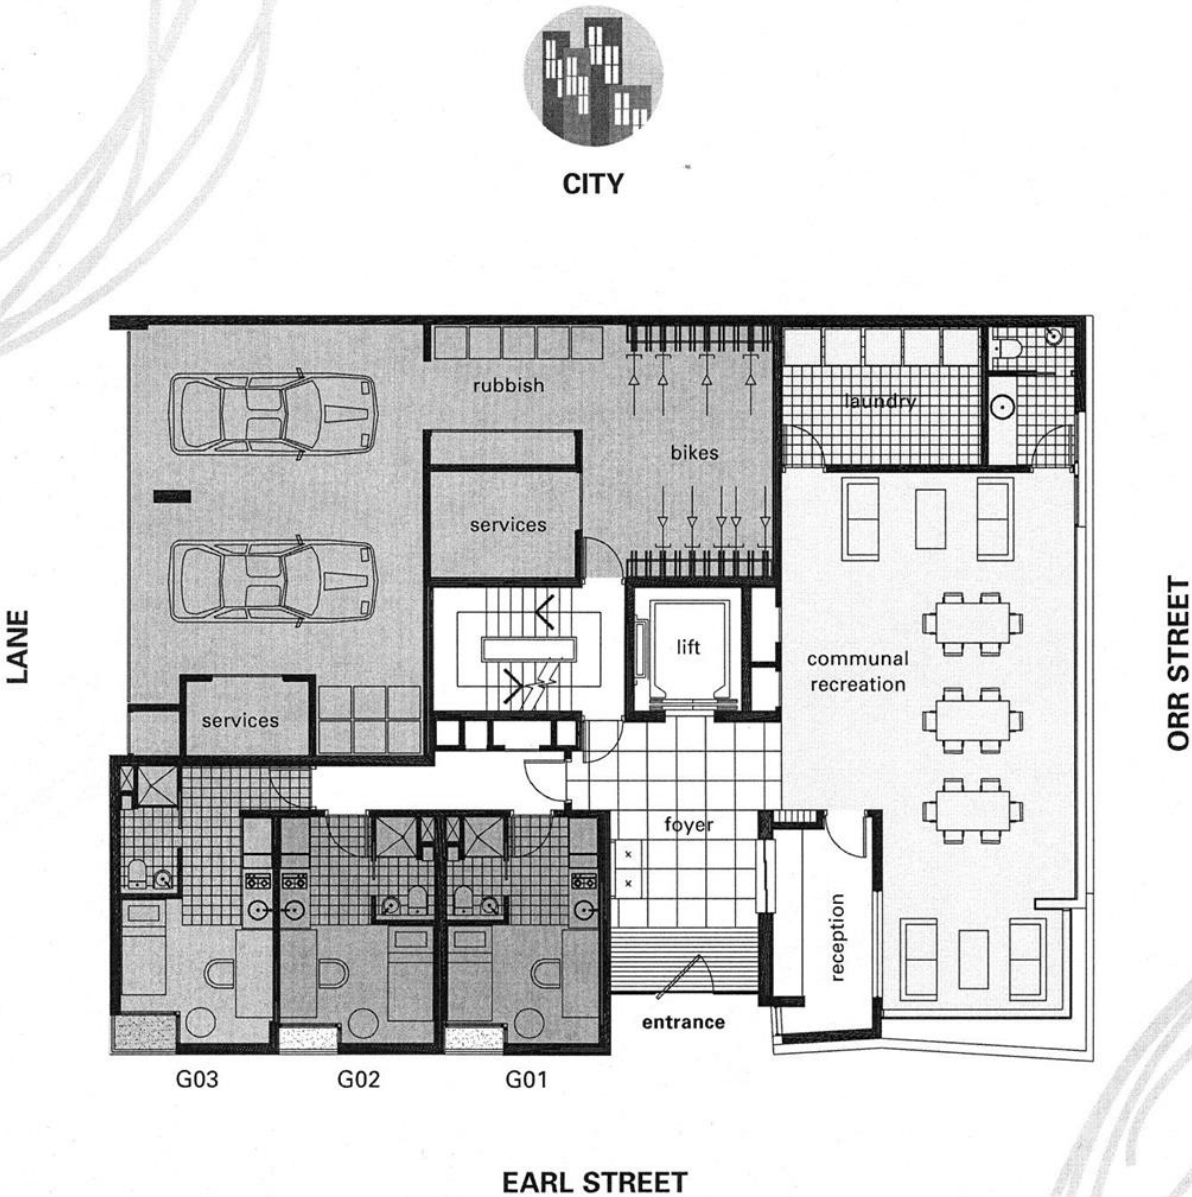 CITY
rubbish
laundry
bikes
services
LANE
ORR STREET
lift
communal
recreation
services
foyer
reception
entrance
G03
G02
G01
EARL STREET